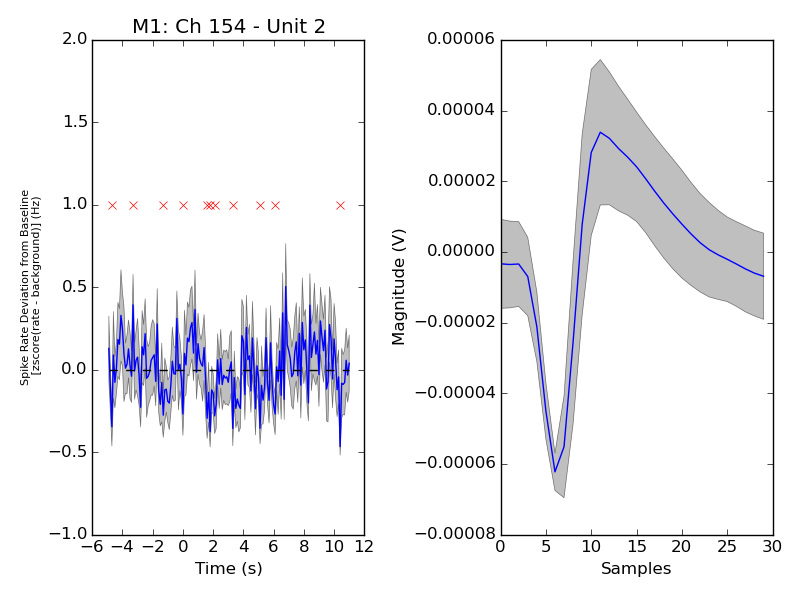 M1: Ch 154 - Unit 2
2.0
1.5
1.0
0.5
0.0
−0.5
−1.0
−6 −4 −2 0 2 4 6 8 10 12
Time (s)
Spike Rate Deviation from Baseline
[zscore(rate - background)] (Hz)
0.00006
0.00004
0.00002
0.00000
−0.00002
−0.00004
−0.00006
−0.00008
0 5 10 15 20 25 30
Samples
Magnitude (V)